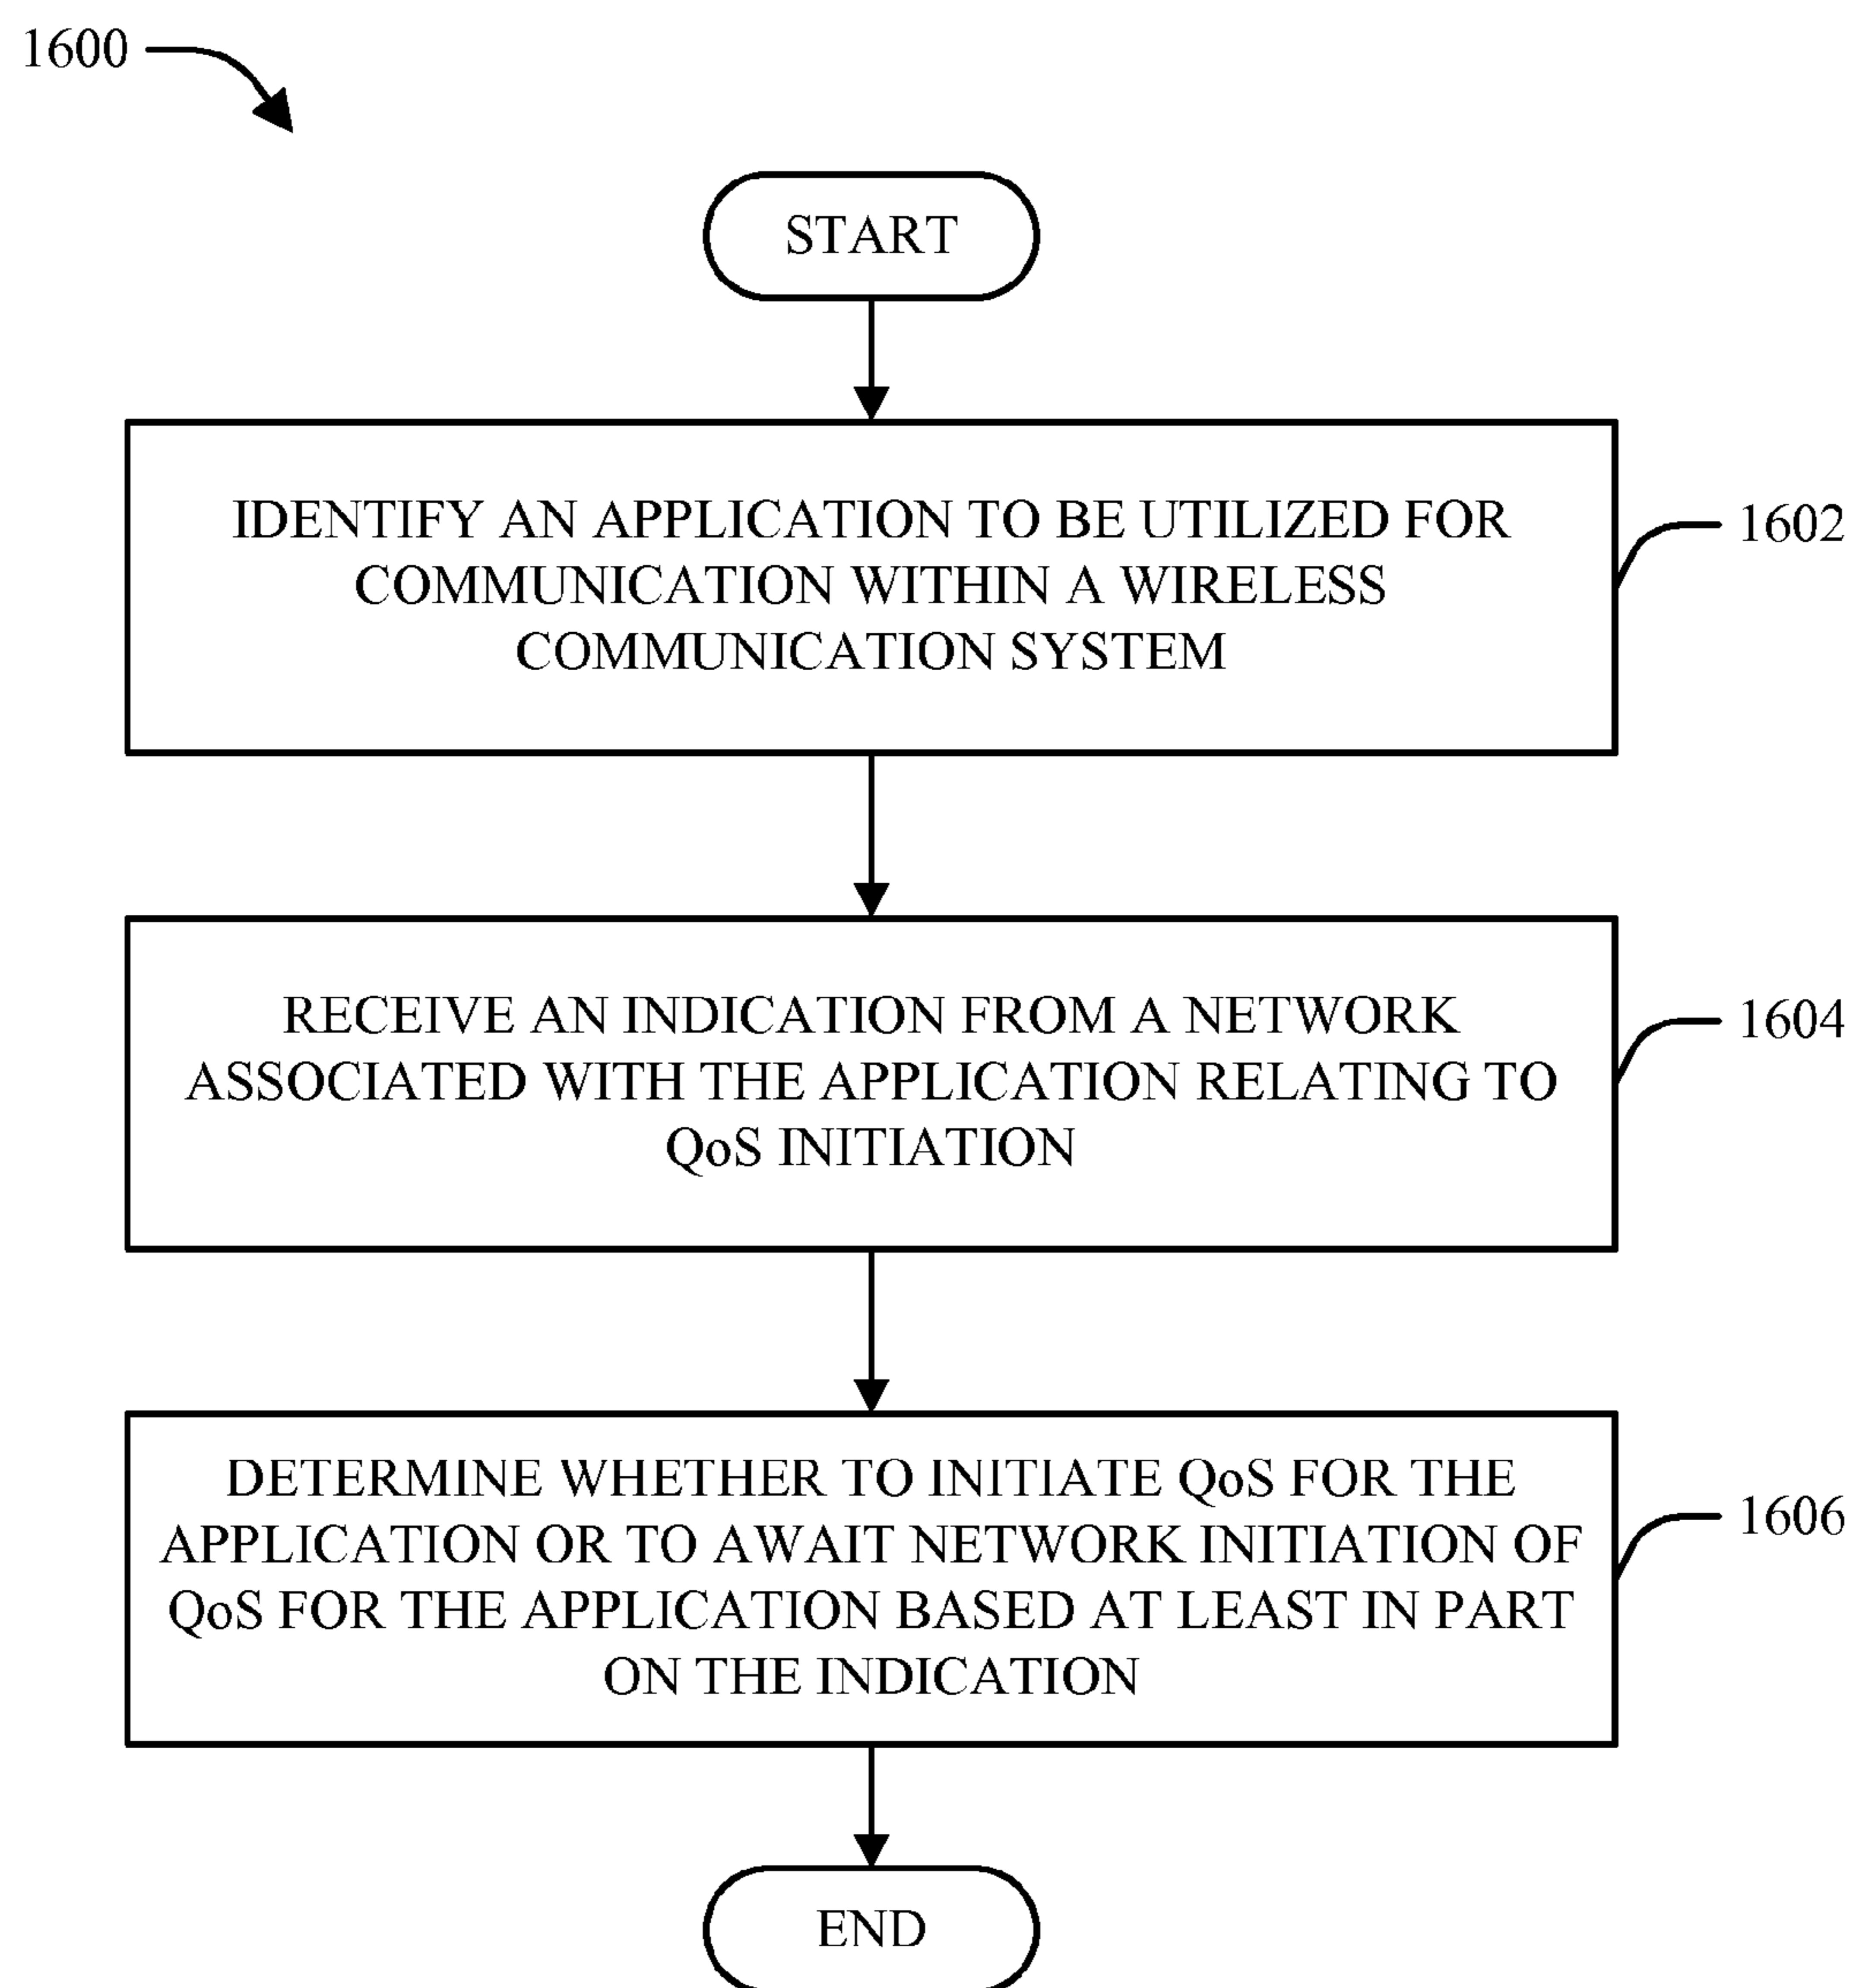 1600
START
IDENTIFY AN APPLICATION TO BE UTILIZED FOR
COMMUNICATION WITHIN A WIRELESS
COMMUNICATION SYSTEM
1602
RECEIVE AN INDICATION FROM A NETWORK
ASSOCIATED WITH THE APPLICATION RELATING TO
QoS INITIATION
1604
DETERMINE WHETHER TO INITIATE QoS FOR THE
APPLICATION OR TO AWAIT NETWORK INITIATION OF
QoS FOR THE APPLICATION BASED AT LEAST IN PART
ON THE INDICATION
1606
END